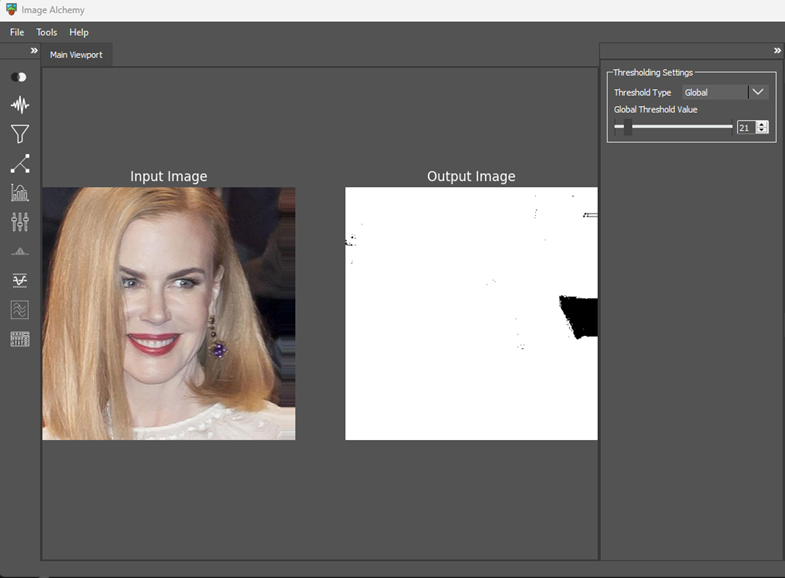 Image Alchemy
File Tools Help
»
Main Viewport
»
Thresholding Settings
Threshold Type Global
Global Threshold Value
21
Input Image
Output Image